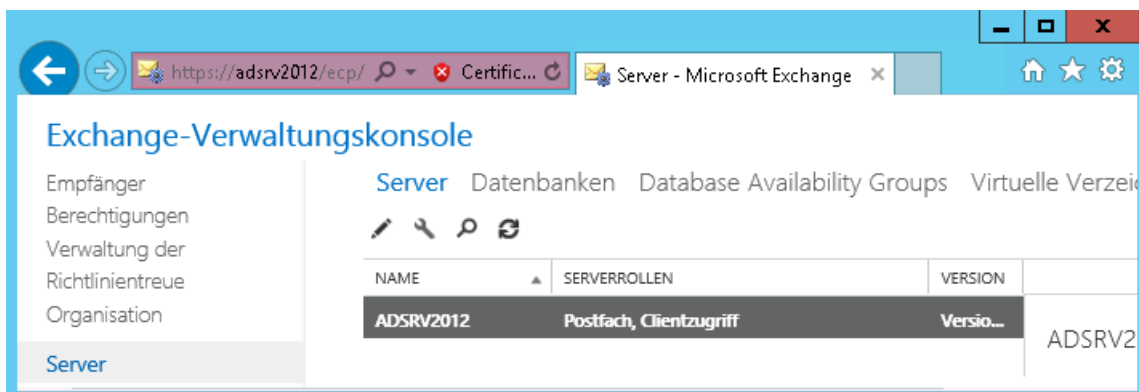 https://adsrv2012/ecp/ Certific... Server - Microsoft Exchange
Exchange-Verwaltungskonsole
Empfänger
Berechtigungen
Verwaltung der
Richtlinientreue
Organisation
Server
Server Datenbanken Database Availability Groups Virtuelle Verzei
NAME SERVERROLLEN VERSION
ADSRV2012 Postfach, Clientzugriff Versio...
ADSRV2